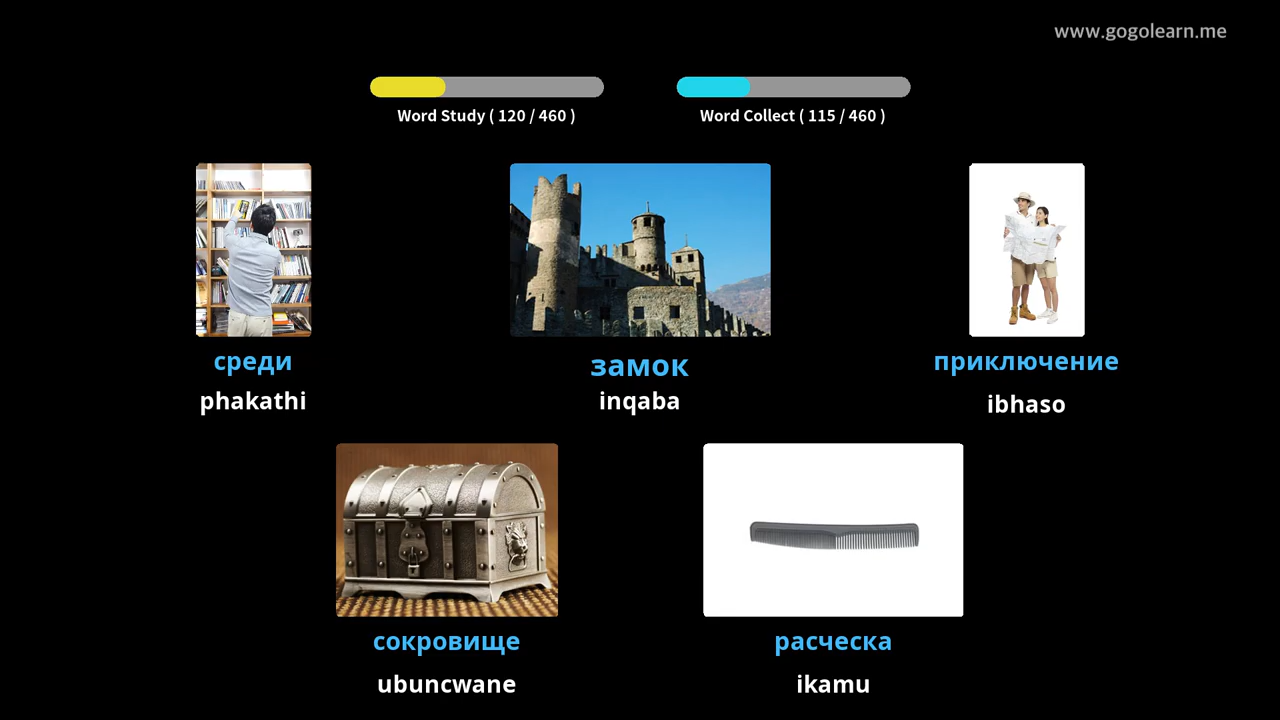 www.gogolearn.me
Word Study ( 120 / 460 )
Word Collect ( 115 / 460 )
среди
phakathi
замок
inqaba
приключение
ibhaso
сокровище
ubuncwane
расческа
ikamu